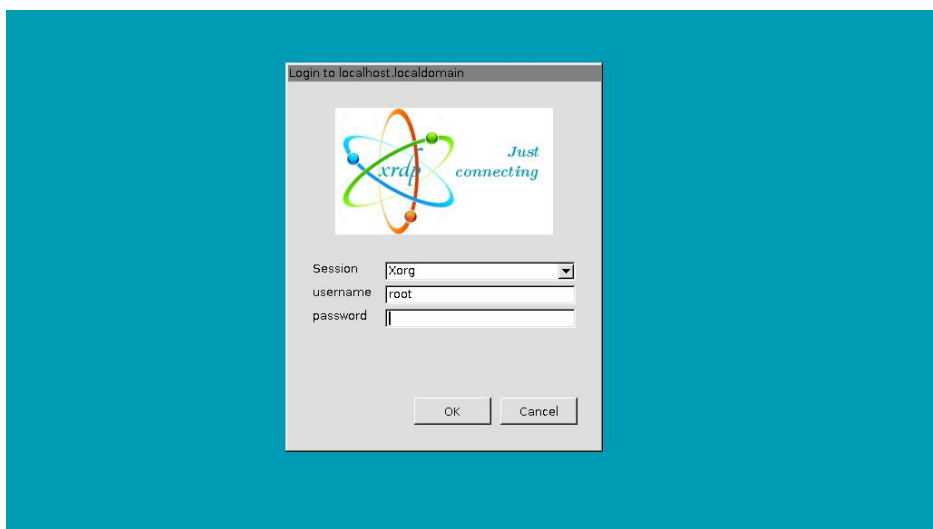 Login to localhost.localdomain
Just
xrdp connecting
Session Xorg
username root
password
OK Cancel